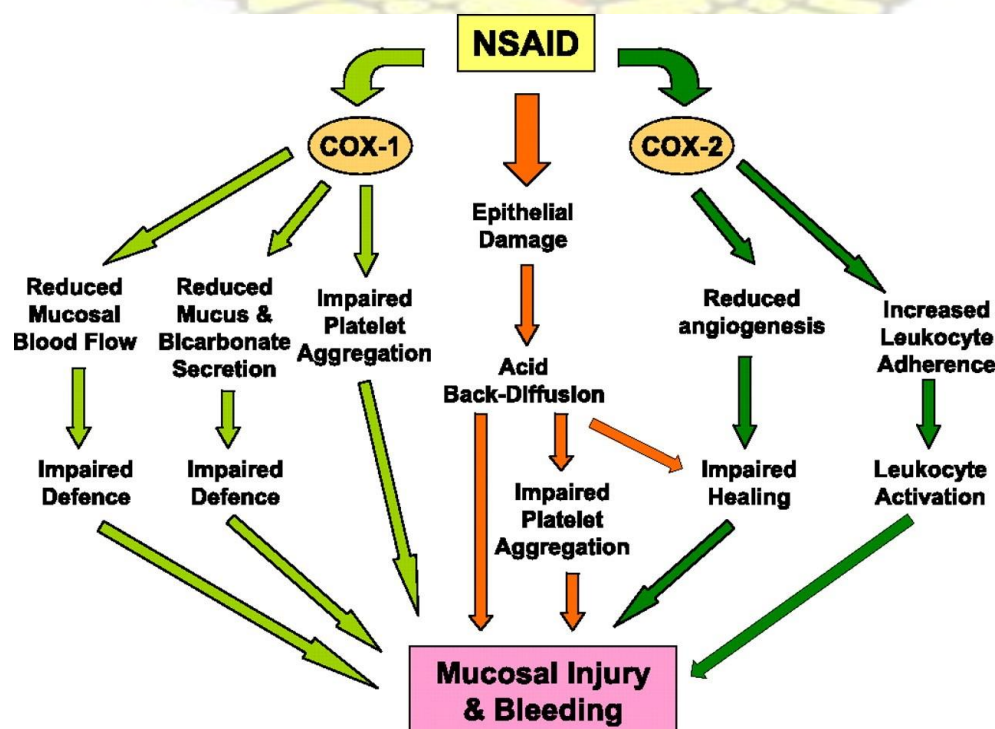 NSAID
COX-1
COX-2
Epithelial
Damage
Reduced
Mucosal
Blood Flow
Reduced
Mucus &
BIcarbonate
Secretion
Impaired
Platelet
Aggregation
Acid
Back-Diffusion
Reduced
angiogenesis
Increased
Leukocyte
Adherence
Impaired
Defence
Impaired
Defence
Impaired
Platelet
Aggregation
Impaired
Healing
Leukocyte
Activation
Mucosal Injury
& Bleeding